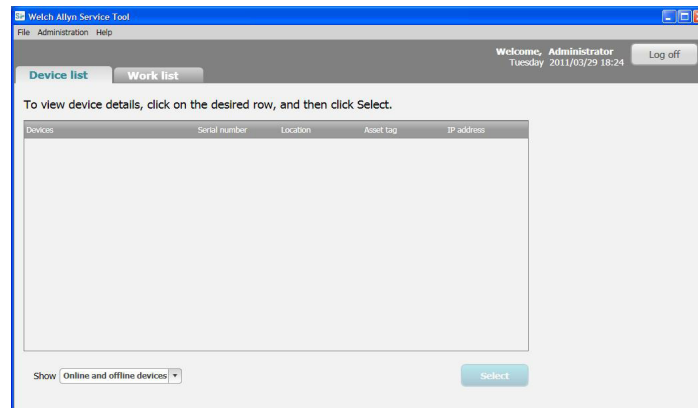 Welch Allyn Service Tool
File Administration Help
Welcome, Administrator
Tuesday 2011/03/29 18:24
Log off
Device list Work list
To view device details, click on the desired row, and then click Select.
Devices Serial number Location Asset tag IP address
Show Online and offline devices Select